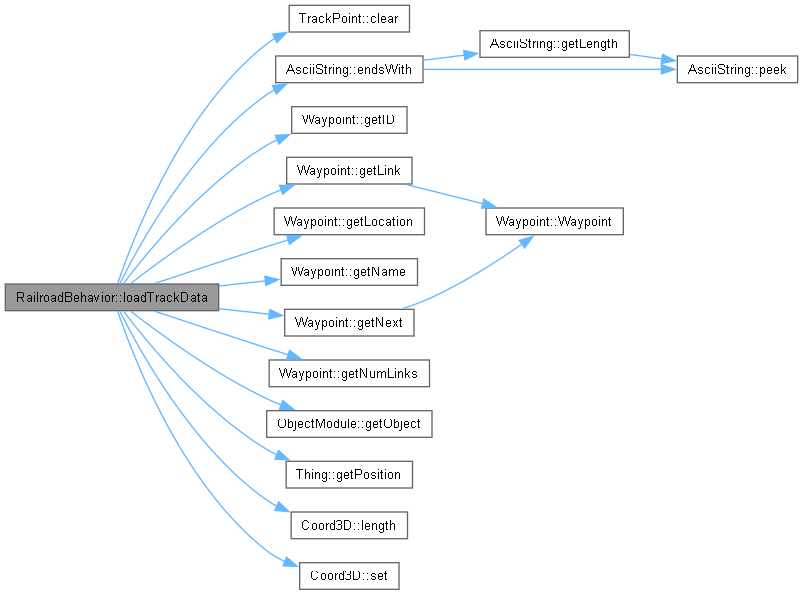 TrackPoint::clear
AsciiString::getLength
AsciiString::endsWith
AsciiString::peek
Waypoint::getID
Waypoint::getLink
Waypoint::getLocation
Waypoint::Waypoint
Waypoint::getName
RailroadBehavior::loadTrackData
Waypoint::getNext
Waypoint::getNumLinks
ObjectModule::getObject
Thing::getPosition
Coord3D::length
Coord3D::set